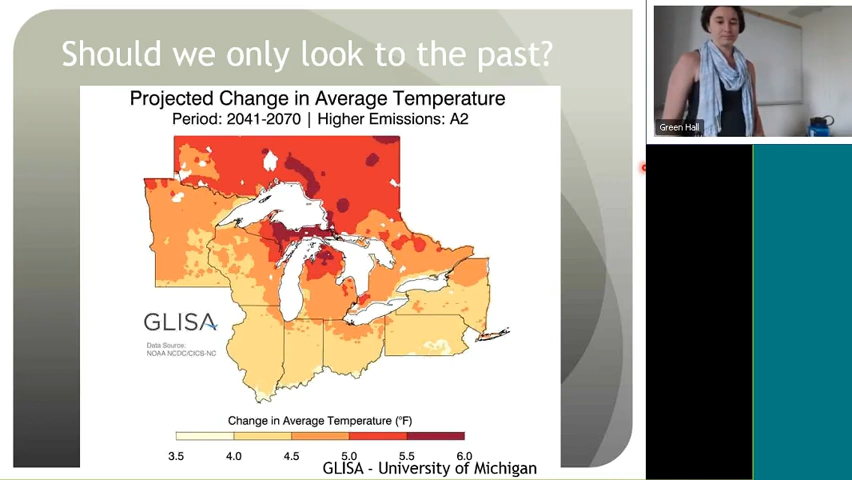 Should we only look to the past?
Projected Change in Average Temperature
Period: 2041-2070 | Higher Emissions: A2
GLISA
Data Source:
NOAA NCDC/CICS-NC
Change in Average Temperature (°F)
3.5 4.0 4.5 5.0 5.5 6.0
GLISA - University of Michigan
Green Hall